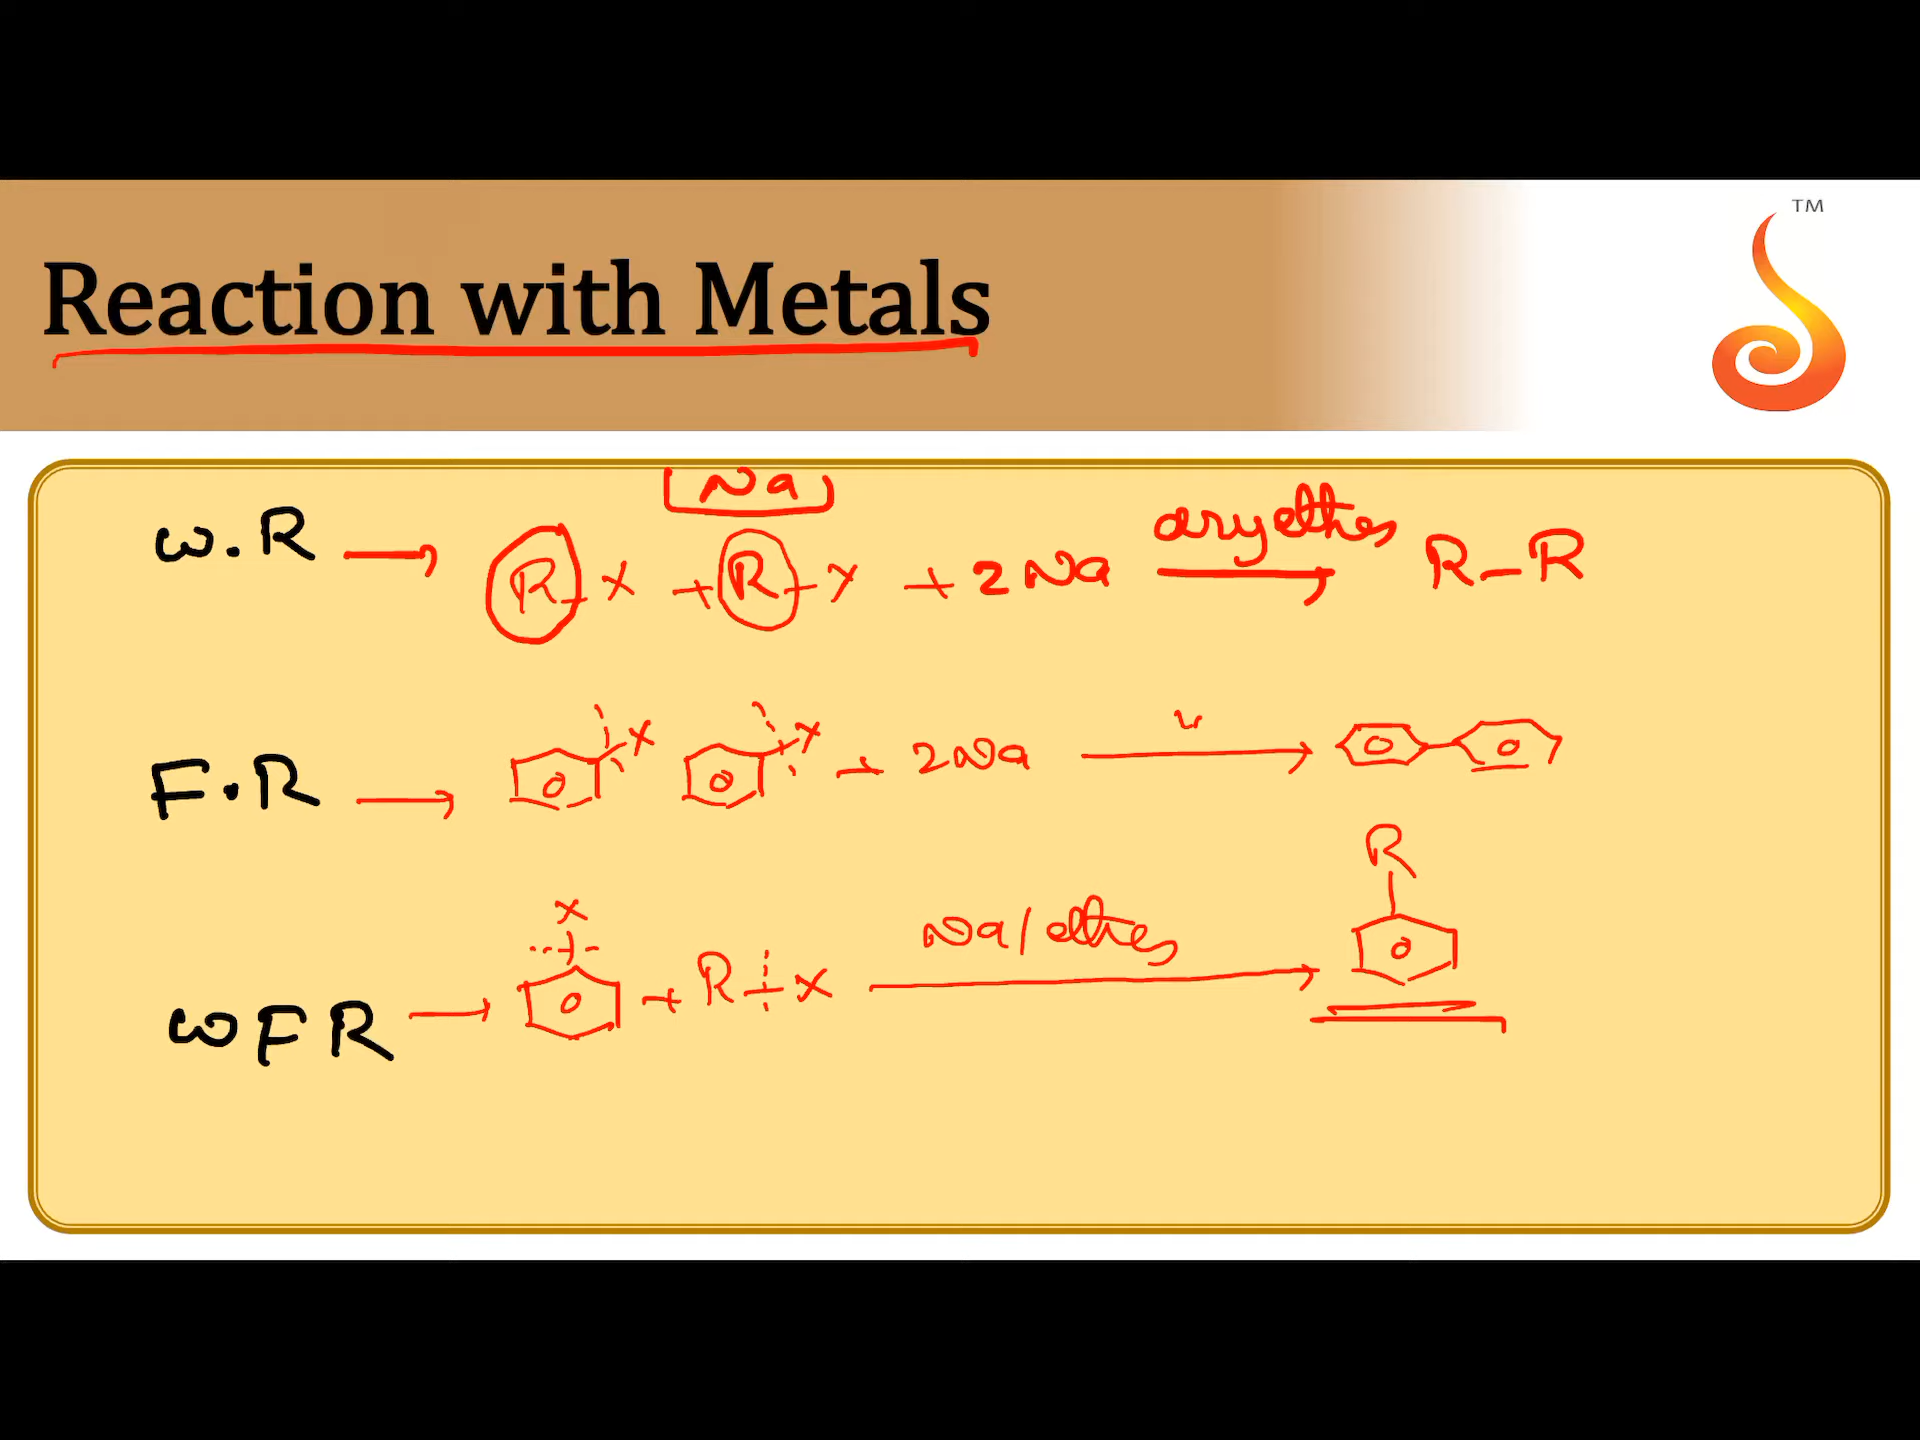 TM
Reaction with Metals
Na
W.R → R-X + R-X + 2Na dry ether → R-R
F.R → X X + 2Na " →
R
X
Na/ether
WFR → + R-X →